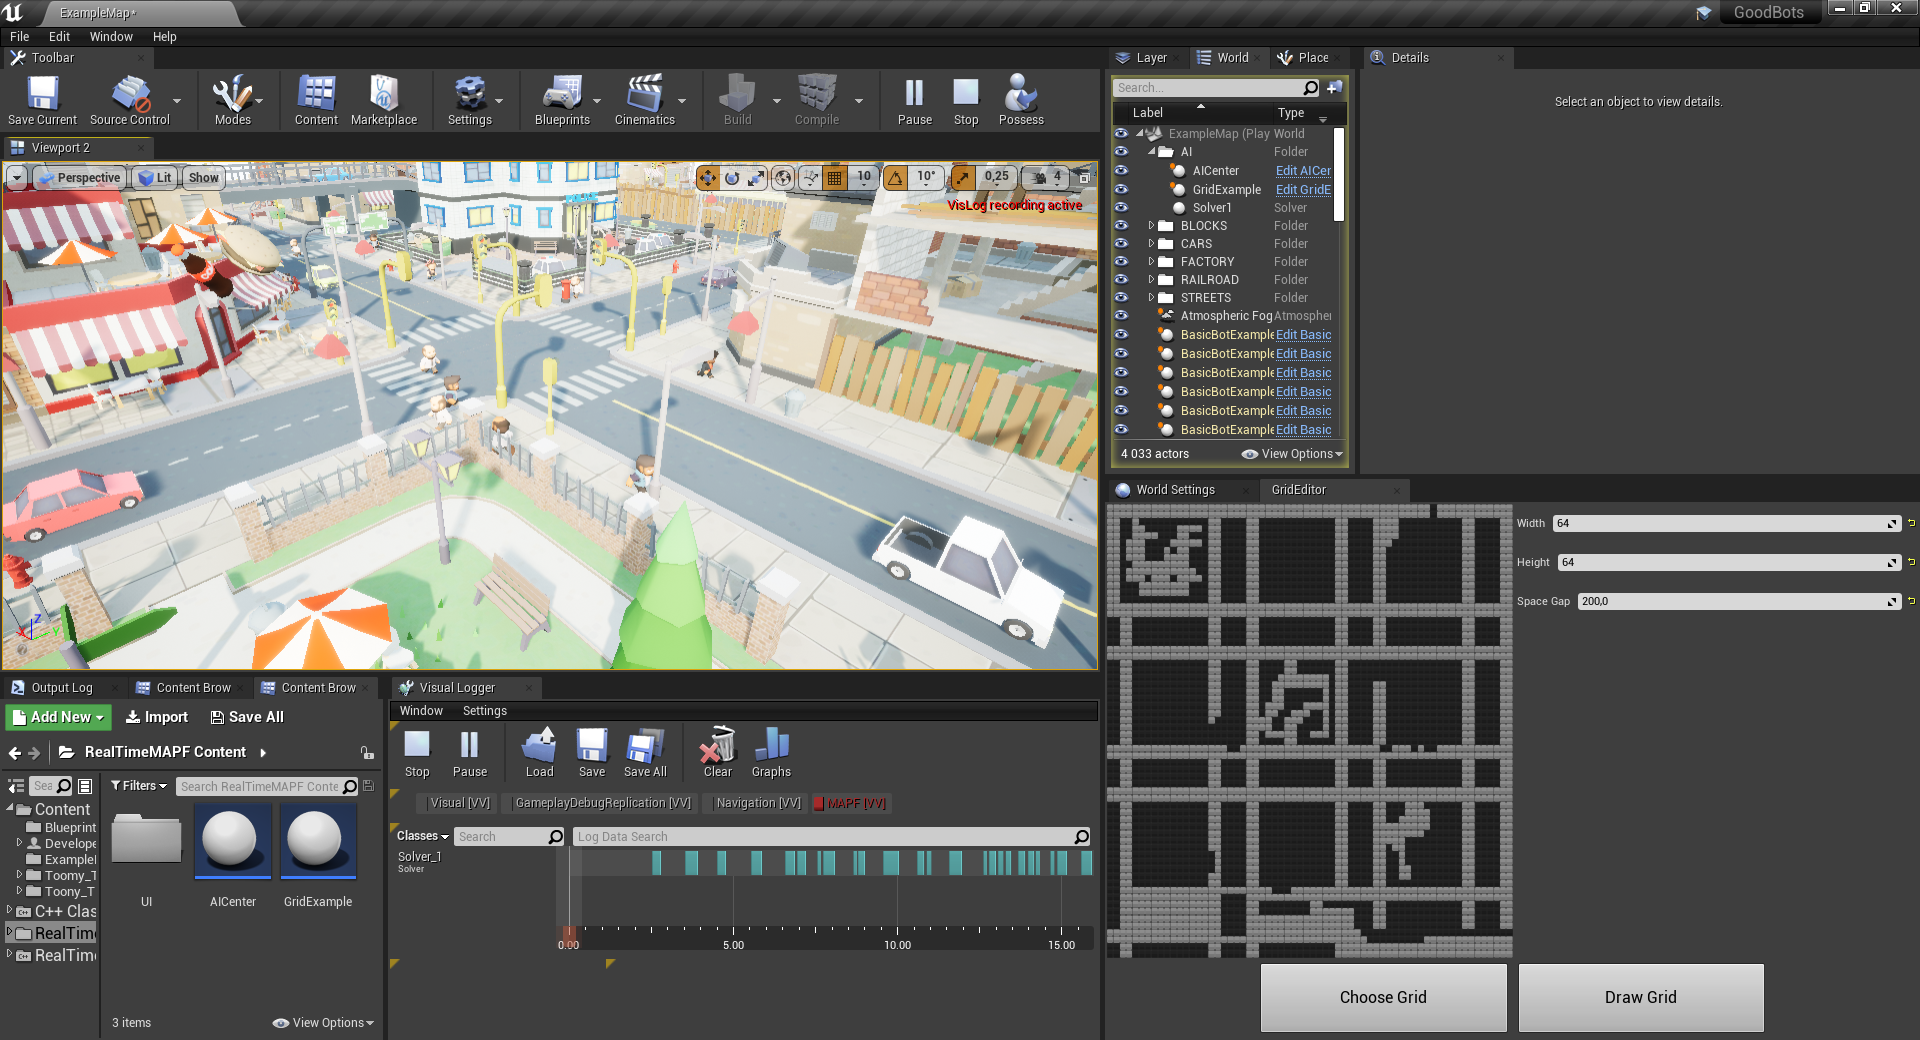 ExampleMap*
GoodBots
File Edit Window Help
Toolbar
Save Current Source Control Modes Content Marketplace Settings Blueprints Cinematics Build Compile Pause Stop Possess
Viewport 2
Perspective Lit Show 10 10° 0,25 4
VisLog recording active
Layer World Place
Search...
Label Type
ExampleMap (Play World
AI Folder
AICenter Edit AICer
GridExample Edit GridE
Solver1 Solver
BLOCKS Folder
CARS Folder
FACTORY Folder
RAILROAD Folder
STREETS Folder
Atmospheric Fog Atmospher
BasicBotExample Edit Basic
BasicBotExample Edit Basic
BasicBotExample Edit Basic
BasicBotExample Edit Basic
BasicBotExample Edit Basic
BasicBotExample Edit Basic
4 033 actors View Options
Details
Select an object to view details.
World Settings GridEditor
Width 64
Height 64
Space Gap 200,0
Choose Grid Draw Grid
Output Log Content Brow Content Brow
Add New Import Save All
RealTimeMAPF Content
Sea Filters Search RealTimeMAPF Conte
Content
Blueprint
Develope
Example
Toomy_T
Toony_T
C++ Clas
RealTim
RealTim
UI AICenter GridExample
3 items View Options
Visual Logger
Window Settings
Stop Pause Load Save Save All Clear Graphs
Visual [VV] GameplayDebugReplication [VV] Navigation [VV] MAPF [VV]
Classes Search Log Data Search
Solver_1
Solver
0.00 5.00 10.00 15.00